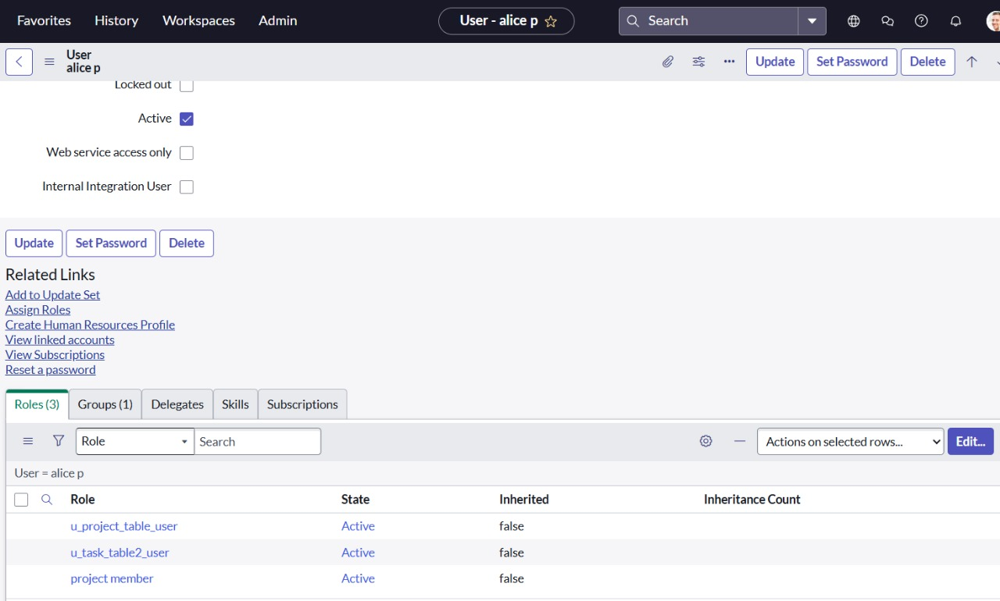 Favorites History Workspaces Admin User - alice p Search
User
alice p
Update Set Password Delete
Locked out
Active
Web service access only
Internal Integration User
Update Set Password Delete
Related Links
Add to Update Set
Assign Roles
Create Human Resources Profile
View linked accounts
View Subscriptions
Reset a password
Roles (3) Groups (1) Delegates Skills Subscriptions
Role Search Actions on selected rows... Edit...
User = alice p
Role State Inherited Inheritance Count
u_project_table_user Active false
u_task_table2_user Active false
project member Active false